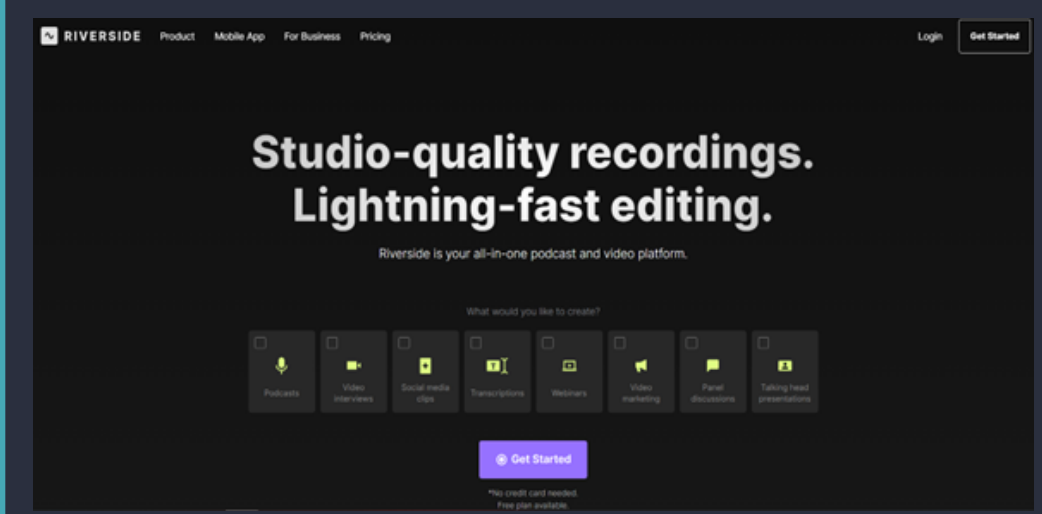 RIVERSIDE Product Mobile App For Business Pricing Login Get Started
Studio-quality recordings.
Lightning-fast editing.
Riverside is your all-in-one podcast and video platform.
What would you like to create?
Podcasts
Video
interviews
Social media
clips
Transcriptions
Webinars
Video
marketing
Panel
discussions
Talking head
presentations
Get Started
*No credit card needed.
Free plan available.